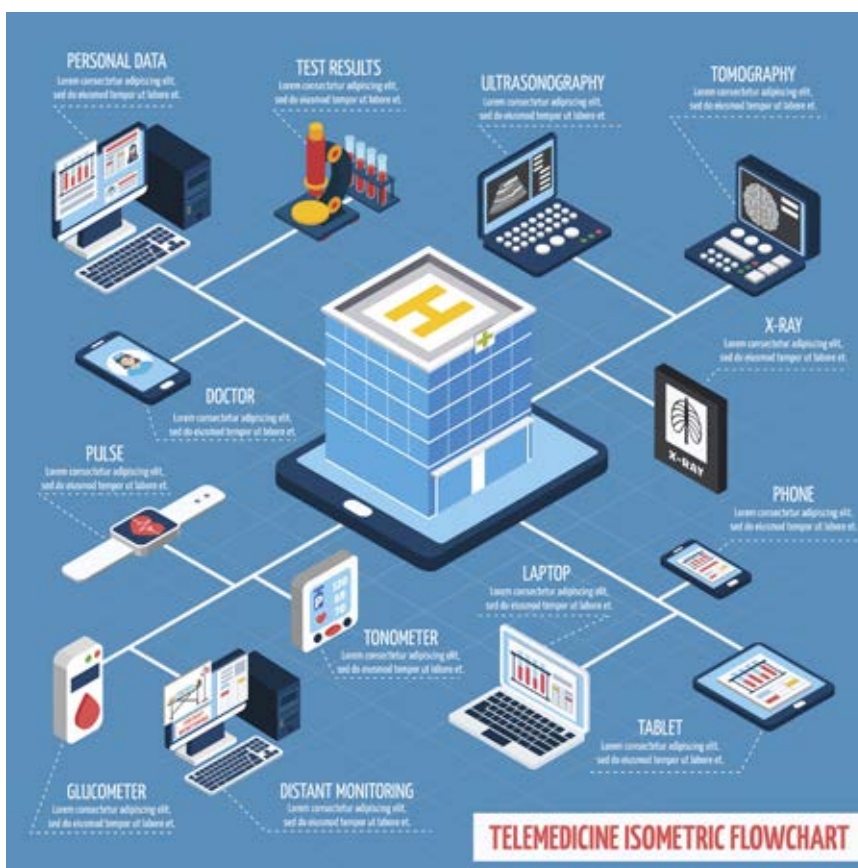 PERSONAL DATA
Lorem consectetur adipiscing elit,
sed do eiusmod tempor ut labore et.
TEST RESULTS
Lorem consectetur adipiscing elit,
sed do eiusmod tempor ut labore et.
ULTRASONOGRAPHY
Lorem consectetur adipiscing elit,
sed do eiusmod tempor ut labore et.
TOMOGRAPHY
Lorem consectetur adipiscing elit,
sed do eiusmod tempor ut labore et.
H
DOCTOR
Lorem consectetur adipiscing elit,
sed do eiusmod tempor ut labore et.
X-RAY
Lorem consectetur adipiscing elit,
sed do eiusmod tempor ut labore et.
X-RAY
PULSE
Lorem consectetur adipiscing elit,
sed do eiusmod tempor ut labore et.
PHONE
Lorem consectetur adipiscing elit,
sed do eiusmod tempor ut labore et.
P
120
70
TONOMETER
Lorem consectetur adipiscing elit,
sed do eiusmod tempor ut labore et.
LAPTOP
Lorem consectetur adipiscing elit,
sed do eiusmod tempor ut labore et.
GLUCOMETER
Lorem consectetur adipiscing elit,
sed do eiusmod tempor ut labore et.
DISTANT MONITORING
Lorem consectetur adipiscing elit,
sed do eiusmod tempor ut labore et.
TABLET
Lorem consectetur adipiscing elit,
sed do eiusmod tempor ut labore et.
TELEMEDICINE ISOMETRIC FLOWCHART